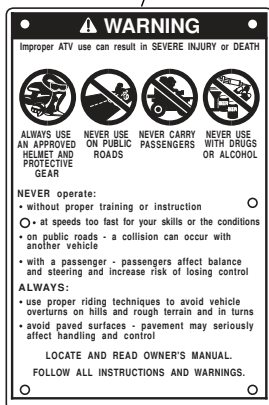 WARNING
Improper ATV use can result in SEVERE INJURY or DEATH
ALWAYS USE
AN APPROVED
HELMET AND
PROTECTIVE
GEAR
NEVER USE
ON PUBLIC
ROADS
NEVER CARRY
PASSENGERS
NEVER USE
WITH DRUGS
OR ALCOHOL
NEVER operate:
• without proper training or instruction
• at speeds too fast for your skills or the conditions
• on public roads - a collision can occur with
another vehicle
• with a passenger - passengers affect balance
and steering and increase risk of losing control
ALWAYS:
• use proper riding techniques to avoid vehicle
overturns on hills and rough terrain and in turns
• avoid paved surfaces - pavement may seriously
affect handling and control
LOCATE AND READ OWNER'S MANUAL.
FOLLOW ALL INSTRUCTIONS AND WARNINGS.